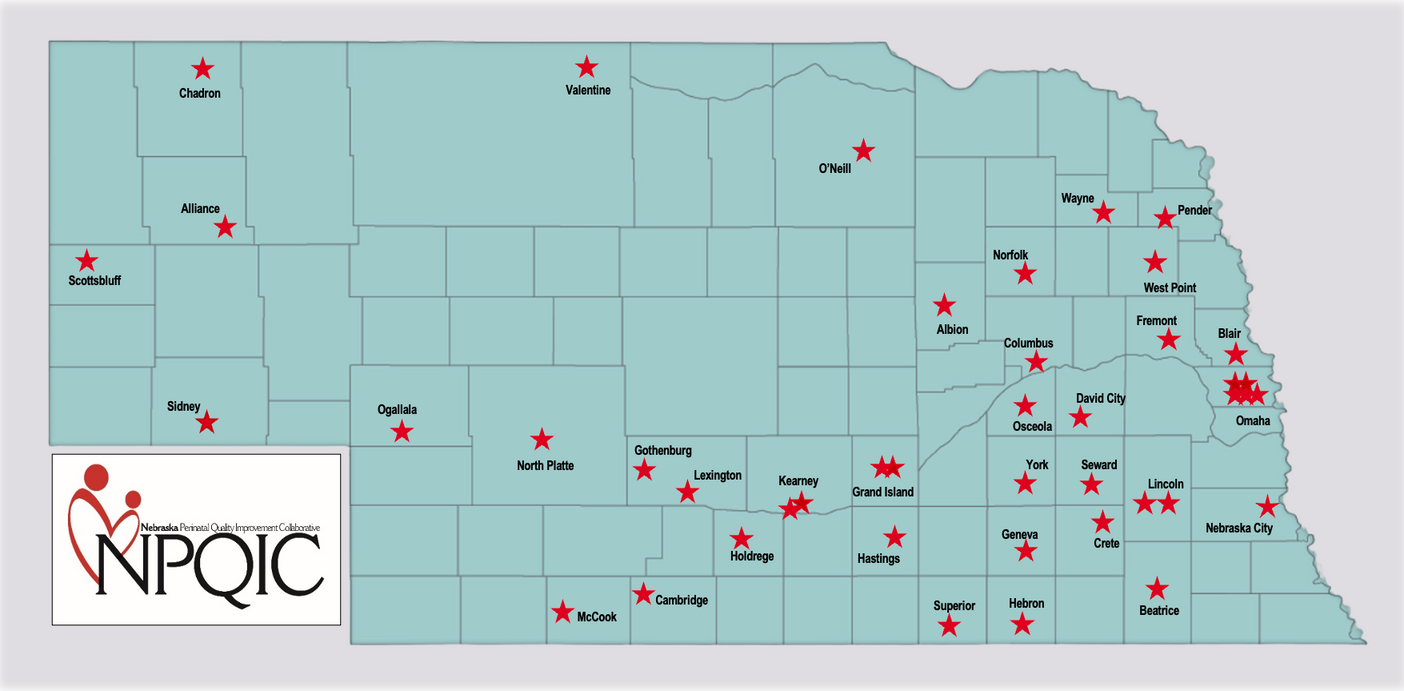 Chadron
Valentine
O'Neill
Alliance
Wayne
Pender
Scottsbluff
Norfolk
West Point
Albion
Fremont
Blair
Columbus
Sidney
Ogallala
David City
Osceola
Omaha
North Platte
Gothenburg
Lexington
Kearney
Grand Island
York
Seward
Lincoln
Nebraska City
Nebraska Perinatal Quality Improvement Collaborative
NPQIC
Holdrege
Hastings
Geneva
Crete
McCook
Cambridge
Superior
Hebron
Beatrice